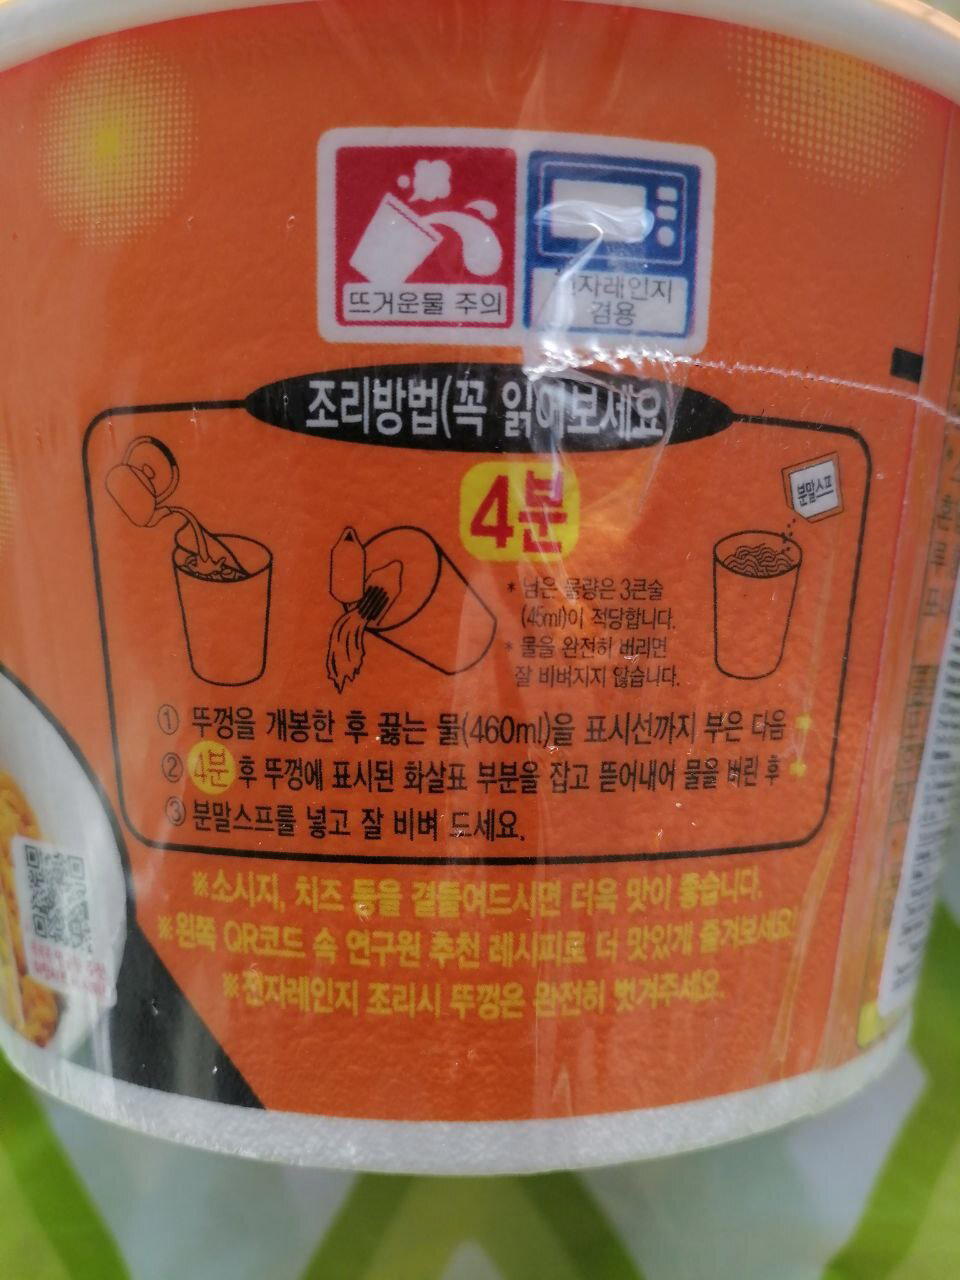 뜨거운물 주의
전자레인지
겸용
조리방법(꼭 읽어보세요)
4분
분말스프
* 남은 물량은 3큰술
(45ml)이 적당합니다.
* 물을 완전히 버리면
잘 비벼지지 않습니다.
① 뚜껑을 개봉한 후 끓는 물(460ml)을 표시선까지 부은 다음
② 4분 후 뚜껑에 표시된 화살표 부분을 잡고 뜯어내어 물을 버린 후
③ 분말스프를 넣고 잘 비벼 드세요.
※소시지, 치즈 등을 곁들여드시면 더욱 맛이 좋습니다.
※왼쪽 QR코드 속 연구원 추천 레시피로 더 맛있게 즐겨보세요!
※전자레인지 조리시 뚜껑은 완전히 벗겨주세요.